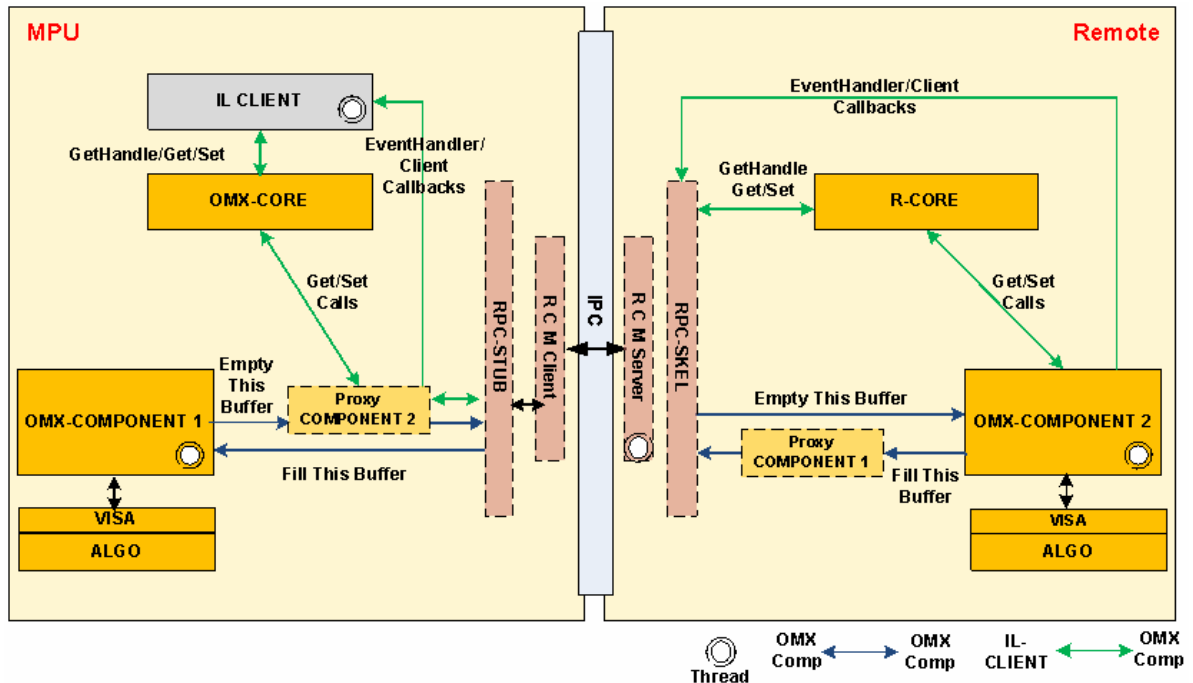 MPU
Remote
IL CLIENT
EventHandler/Client
Callbacks
GetHandle/Get/Set
EventHandler/
Client
Callbacks
GetHandle
Get/Set
OMX-CORE
R-CORE
Get/Set
Calls
Get/Set
Calls
RPC-STUB
R C M Client
IPC
R C M Server
RPC-SKEL
Empty
This
Buffer
OMX-COMPONENT 1
Proxy
COMPONENT 2
Fill This Buffer
Empty This Buffer
Proxy
COMPONENT 1
Fill This
Buffer
OMX-COMPONENT 2
VISA
ALGO
VISA
ALGO
Thread
OMX
Comp
OMX
Comp
IL-
CLIENT
OMX
Comp